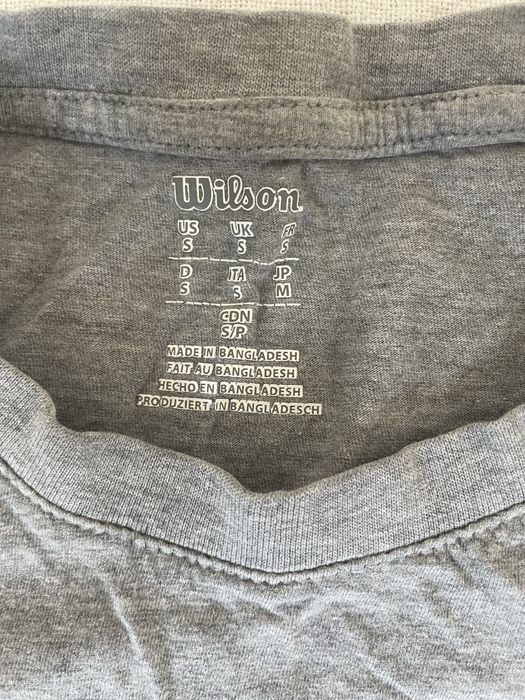 Wilson
US UK FR
S S S
D ITA JP
S S M
CDN
S/P
MADE IN BANGLADESH
FAIT AU BANGLADESH
HECHO EN BANGLADESH
PRODUZIERT IN BANGLADESCH